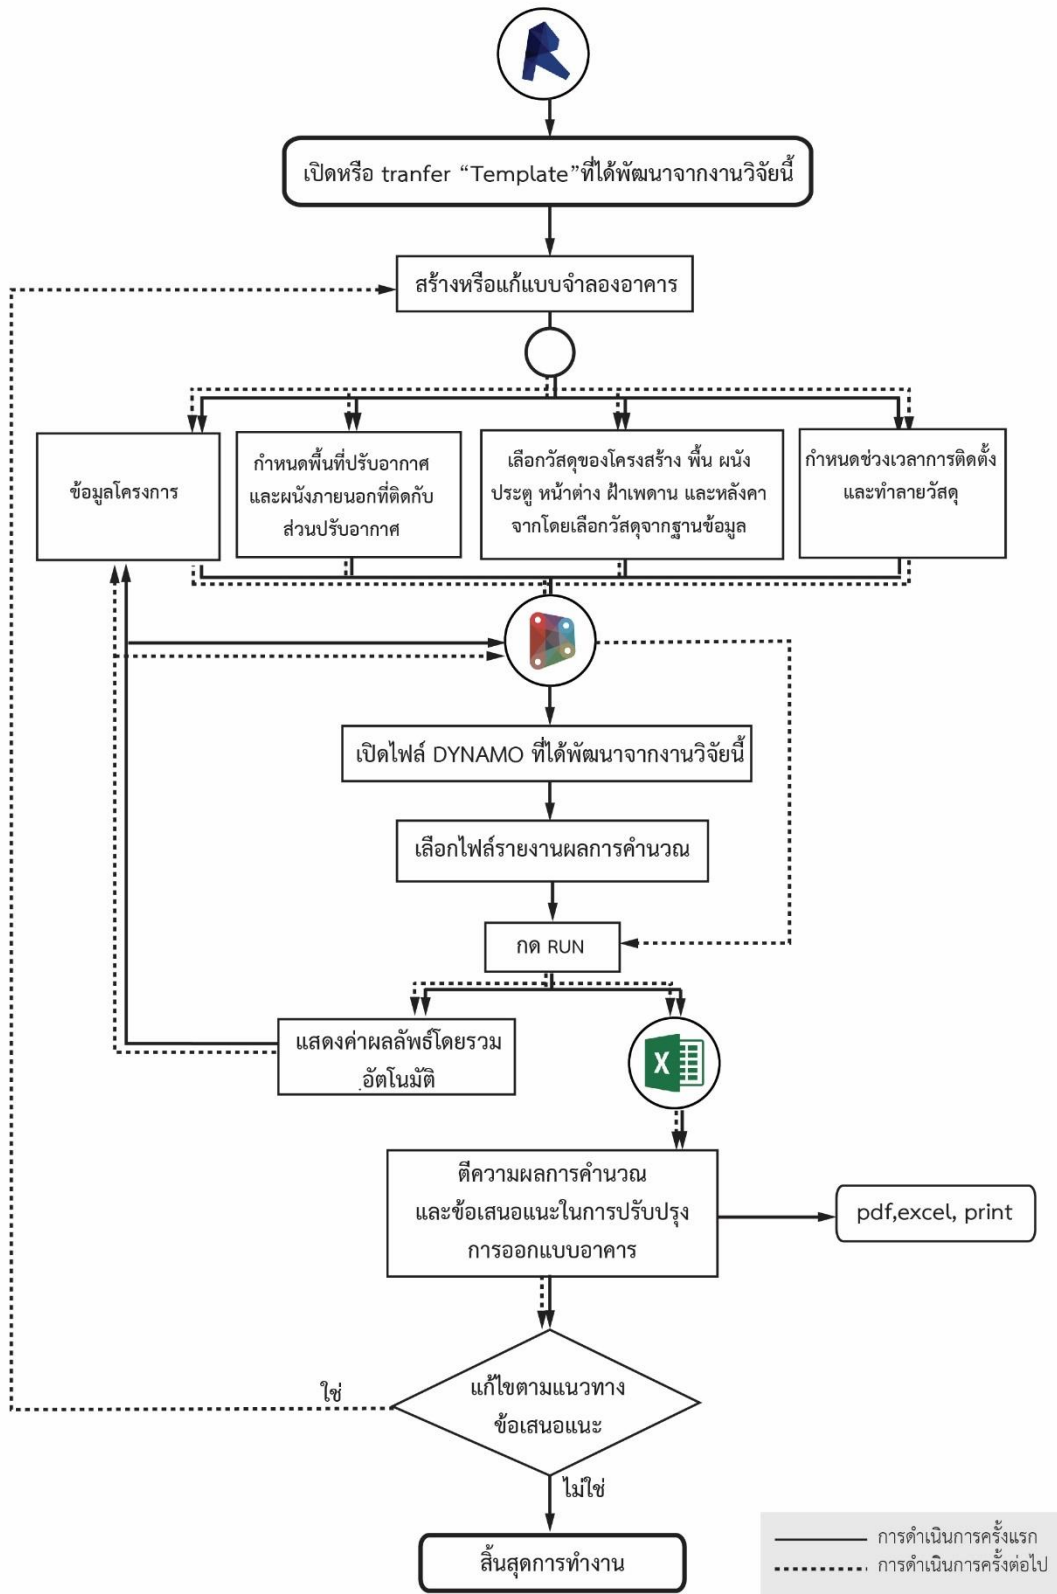 เปิดหรือ tranfer “Template”ที่ได้พัฒนาจากงานวิจัยนี้
สร้างหรือแก้แบบจำลองอาคาร
ข้อมูลโครงการ
กำหนดพื้นที่ปรับอากาศ
และผนังภายนอกที่ติดกับ
ส่วนปรับอากาศ
เลือกวัสดุของโครงสร้าง พื้น ผนัง
ประตู หน้าต่าง ฝ้าเพดาน และหลังคา
จากโดยเลือกวัสดุจากฐานข้อมูล
กำหนดช่วงเวลาการติดตั้ง
และทำลายวัสดุ
เปิดไฟล์ DYNAMO ที่ได้พัฒนาจากงานวิจัยนี้
เลือกไฟล์รายงานผลการคำนวณ
กด RUN
แสดงค่าผลลัพธ์โดยรวม
อัตโนมัติ
X
ตีความผลการคำนวณ
และข้อเสนอแนะในการปรับปรุง
การออกแบบอาคาร
pdf,excel, print
แก้ไขตามแนวทาง
ข้อเสนอแนะ
ใช่
ไม่ใช่
สิ้นสุดการทำงาน
การดำเนินการครั้งแรก
การดำเนินการครั้งต่อไป